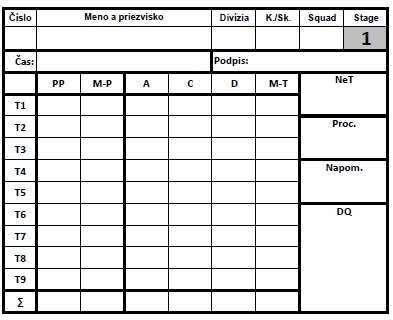 Číslo Meno a priezvisko Divízia K./Sk. Squad Stage
1
Čas: Podpis:
PP M-P A C D M-T NeT
T1
T2 Proc.
T3
T4 Napom.
T5
T6 DQ
T7
T8
T9
Σ